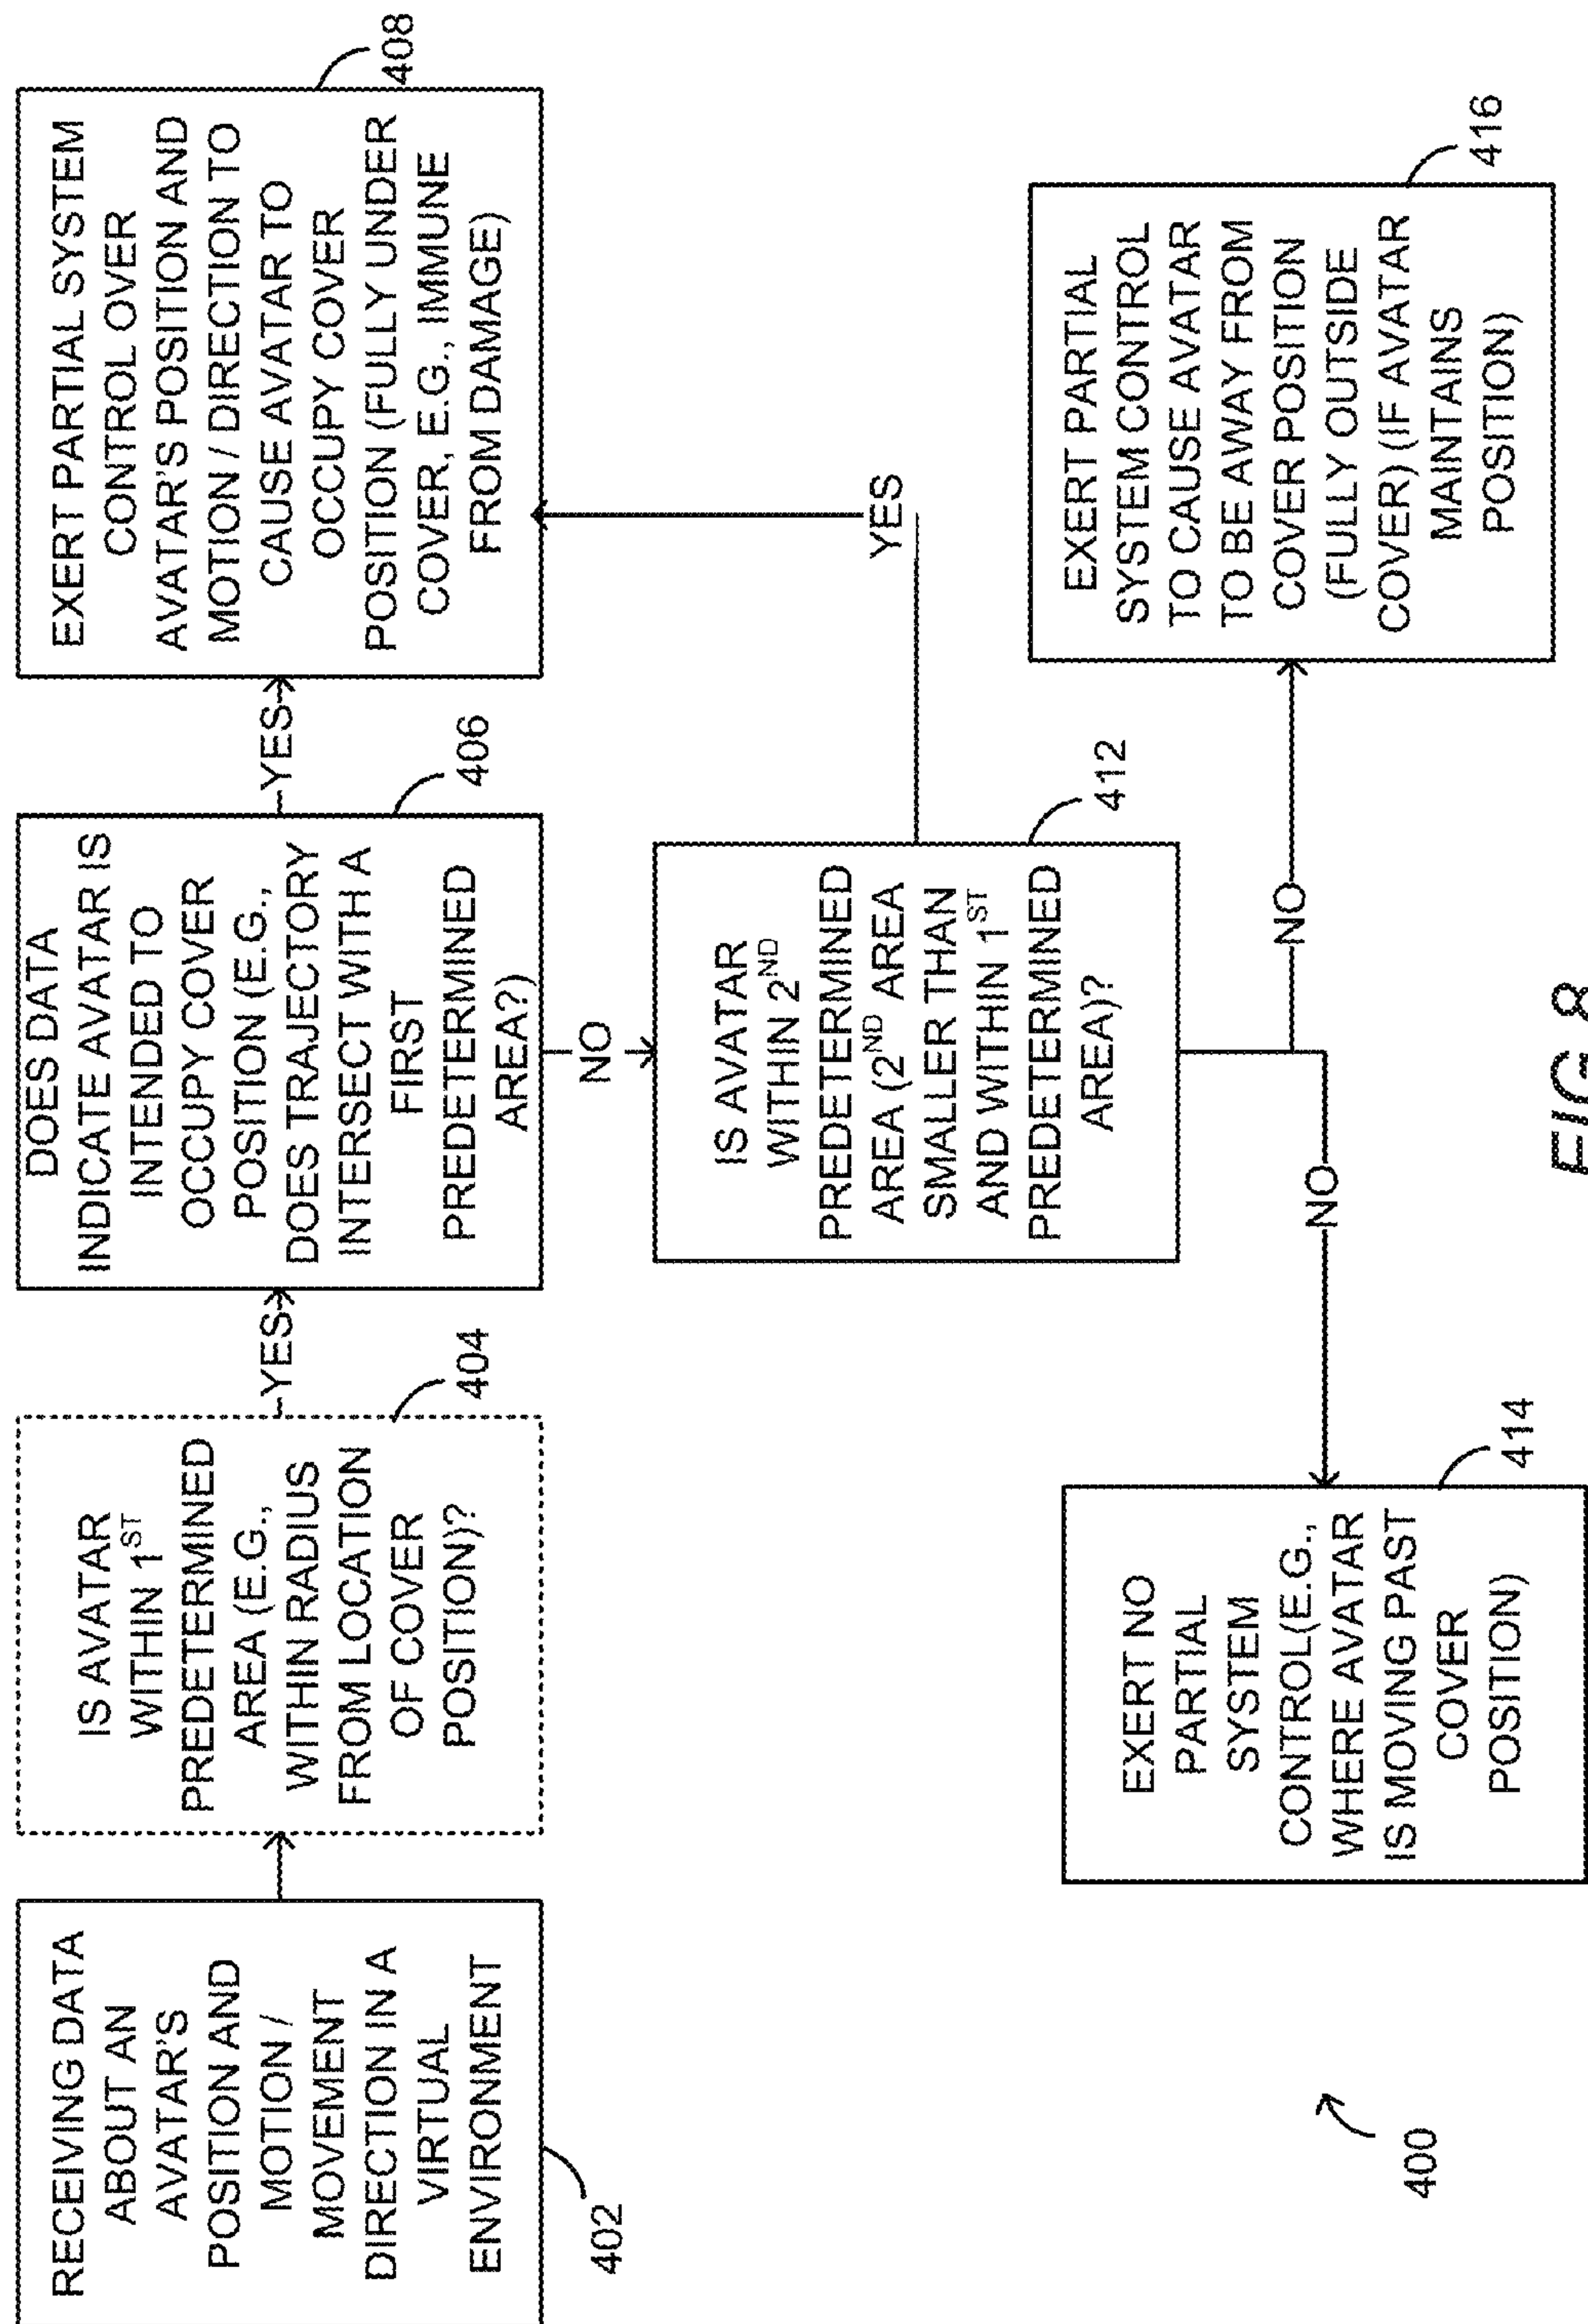 RECEIVING DATA
ABOUT AN
AVATAR'S
POSITION AND
MOTION /
MOVEMENT
DIRECTION IN A
VIRTUAL
ENVIRONMENT
402
IS AVATAR
WITHIN 1ST
PREDETERMINED
AREA (E.G.,
WITHIN RADIUS
FROM LOCATION
OF COVER
POSITION)?
404
YES
DOES DATA
INDICATE AVATAR IS
INTENDED TO
OCCUPY COVER
POSITION (E.G.,
DOES TRAJECTORY
INTERSECT WITH A
FIRST
PREDETERMINED
AREA?)
406
YES
EXERT PARTIAL SYSTEM
CONTROL OVER
AVATAR'S POSITION AND
MOTION / DIRECTION TO
CAUSE AVATAR TO
OCCUPY COVER
POSITION (FULLY UNDER
COVER, E.G., IMMUNE
FROM DAMAGE)
408
NO
IS AVATAR
WITHIN 2ND
PREDETERMINED
AREA (2ND AREA
SMALLER THAN
AND WITHIN 1ST
PREDETERMINED
AREA)?
412
YES
NO
NO
EXERT NO
PARTIAL
SYSTEM
CONTROL(E.G.,
WHERE AVATAR
IS MOVING PAST
COVER
POSITION)
414
EXERT PARTIAL
SYSTEM CONTROL
TO CAUSE AVATAR
TO BE AWAY FROM
COVER POSITION
(FULLY OUTSIDE
COVER) (IF AVATAR
MAINTAINS
POSITION)
416
400
FIG 8